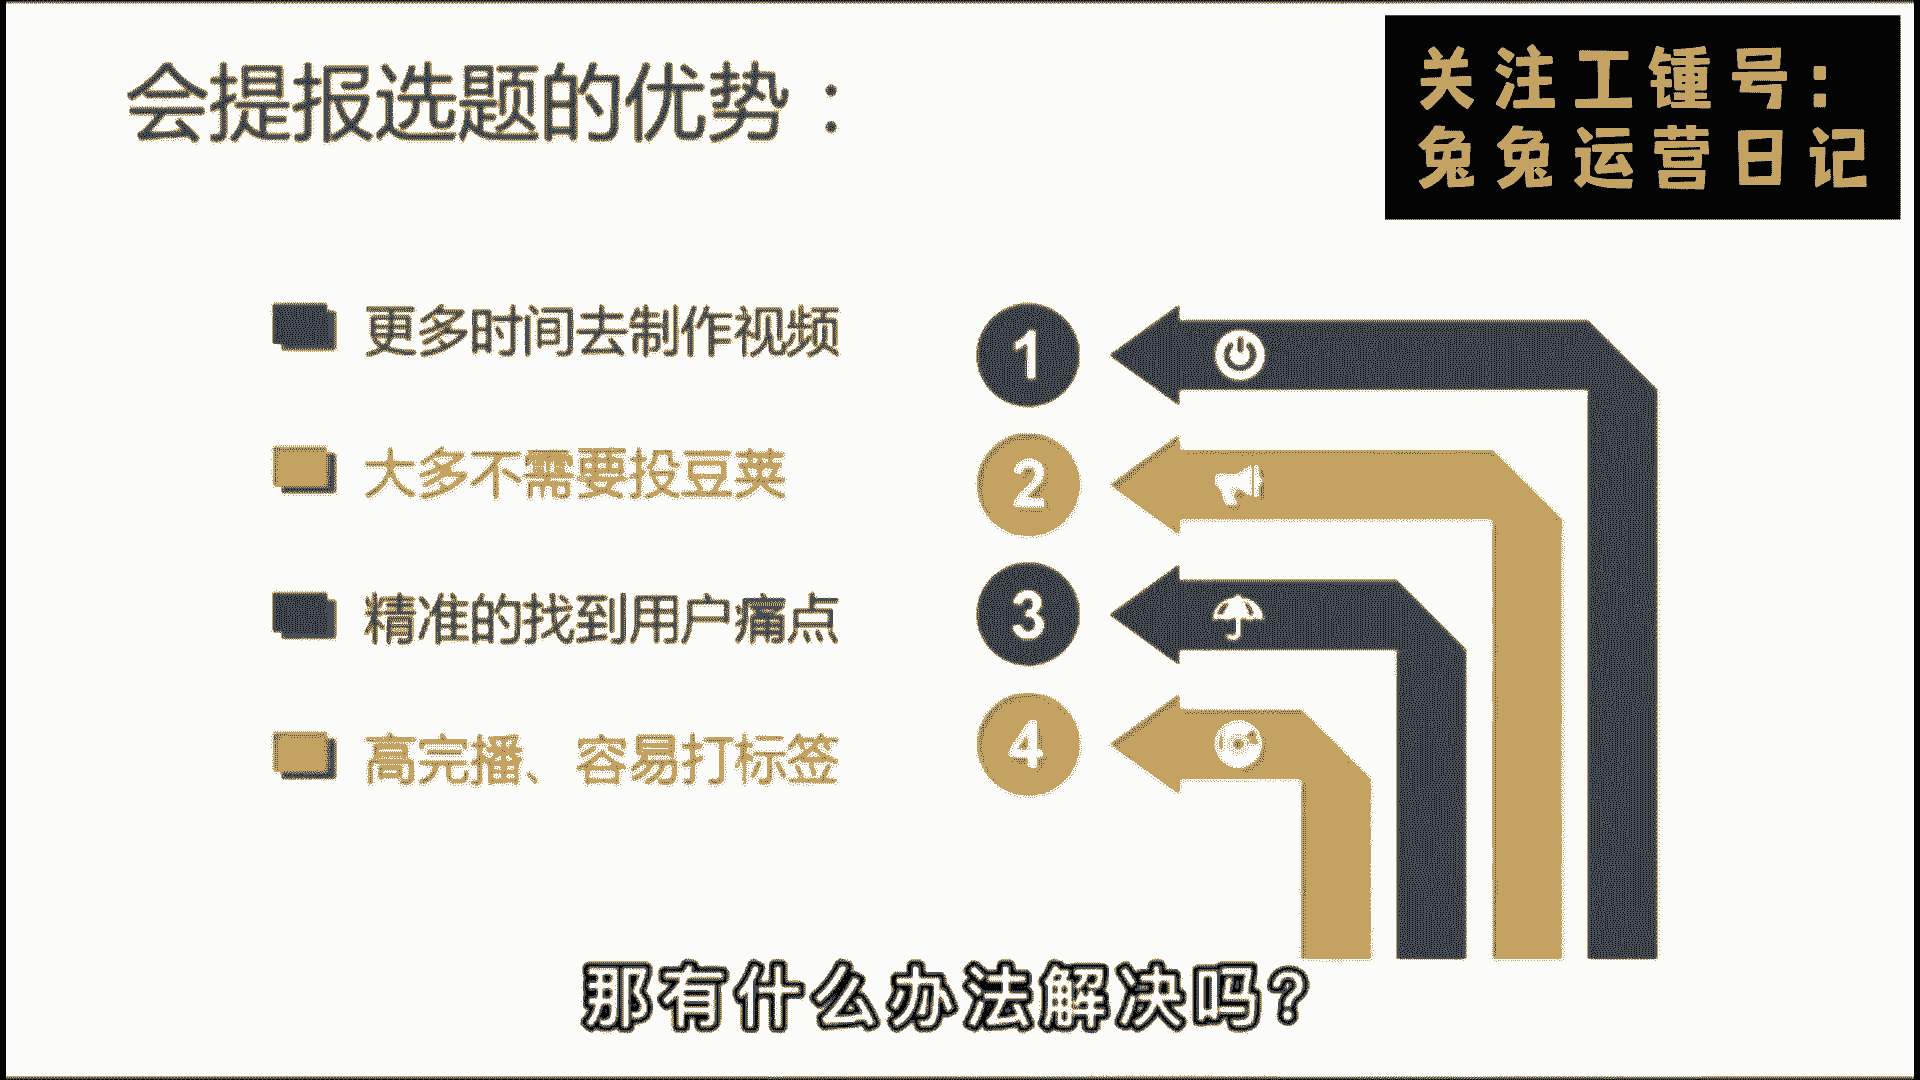 会提报选题的优势：
关注工锺号：
兔兔运营日记
更多时间去制作视频
大多不需要投豆荚
精准的找到用户痛点
高完播、容易打标签
1
2
3
4
那有什么办法解决吗？